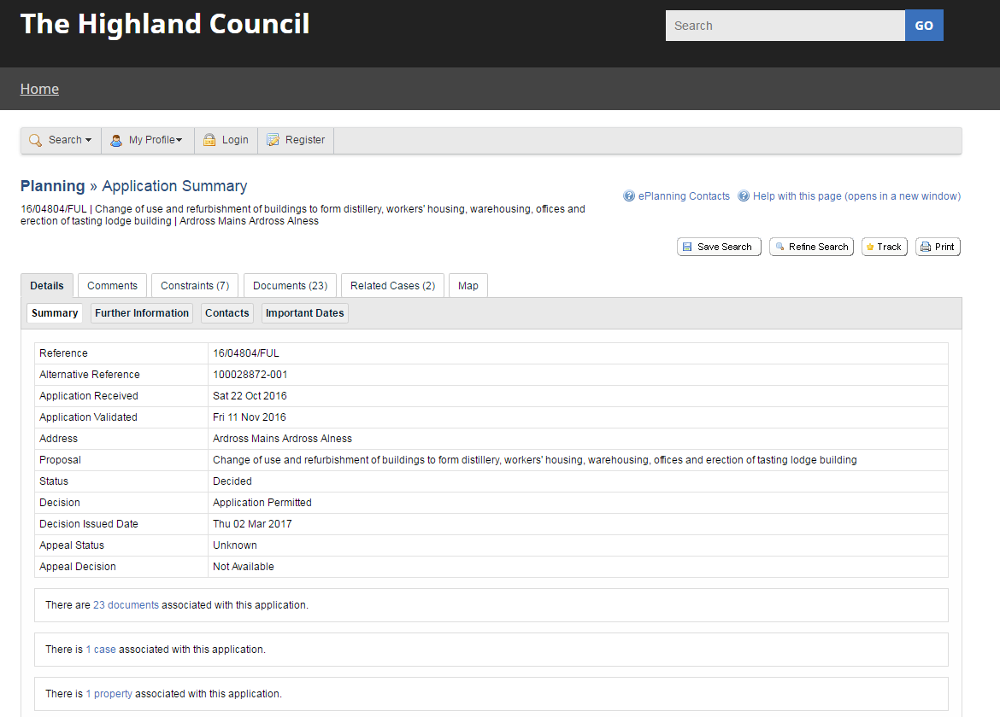 The Highland Council
Search
GO
Home
Search
My Profile
Login
Register
Planning » Application Summary
ePlanning Contacts
Help with this page (opens in a new window)
16/04804/FUL | Change of use and refurbishment of buildings to form distillery, workers' housing, warehousing, offices and
erection of tasting lodge building | Ardross Mains Ardross Alness
Save Search
Refine Search
Track
Print
Details
Comments
Constraints (7)
Documents (23)
Related Cases (2)
Map
Summary
Further Information
Contacts
Important Dates
Reference 16/04804/FUL
Alternative Reference 100028872-001
Application Received Sat 22 Oct 2016
Application Validated Fri 11 Nov 2016
Address Ardross Mains Ardross Alness
Proposal Change of use and refurbishment of buildings to form distillery, workers' housing, warehousing, offices and erection of tasting lodge building
Status Decided
Decision Application Permitted
Decision Issued Date Thu 02 Mar 2017
Appeal Status Unknown
Appeal Decision Not Available
There are 23 documents associated with this application.
There is 1 case associated with this application.
There is 1 property associated with this application.